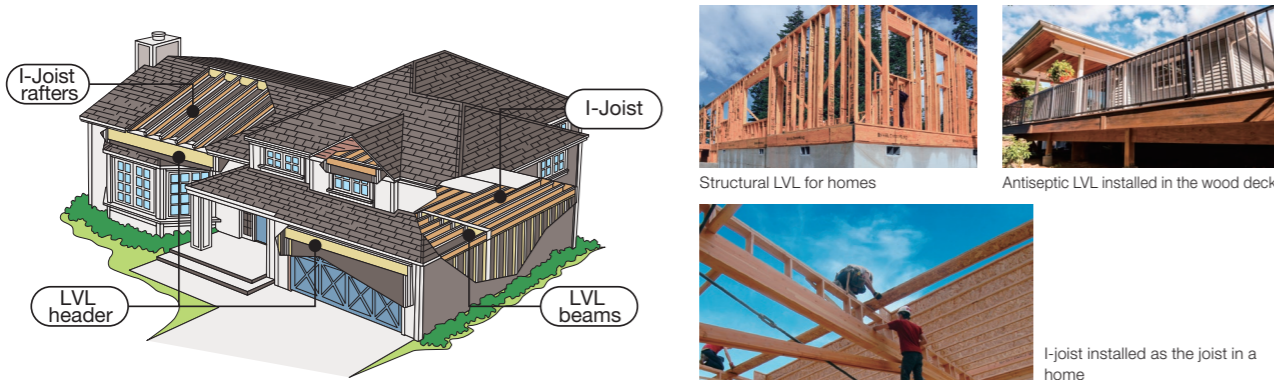 I-Joist
rafters
I-Joist
LVL
header
LVL
beams
Structural LVL for homes
Antiseptic LVL installed in the wood deck
I-joist installed as the joist in a
home